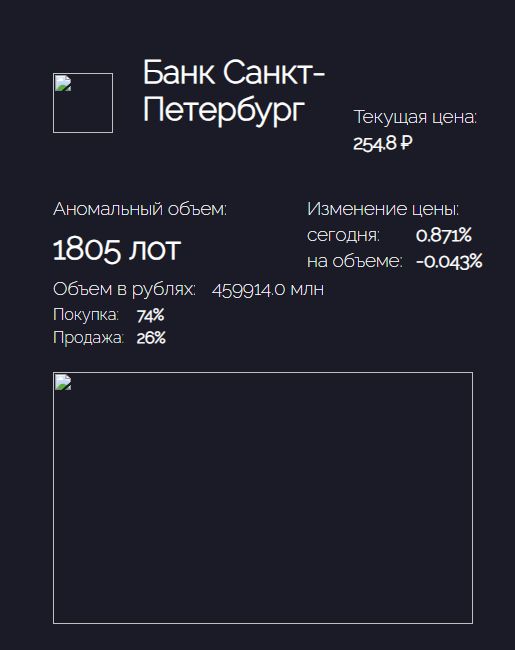 Банк Санкт-
Петербург
Текущая цена:
254.8 ₽
Аномальный объем:
1805 лот
Изменение цены:
сегодня: 0.871%
на объеме: -0.043%
Объем в рублях: 459914.0 млн
Покупка: 74%
Продажа: 26%